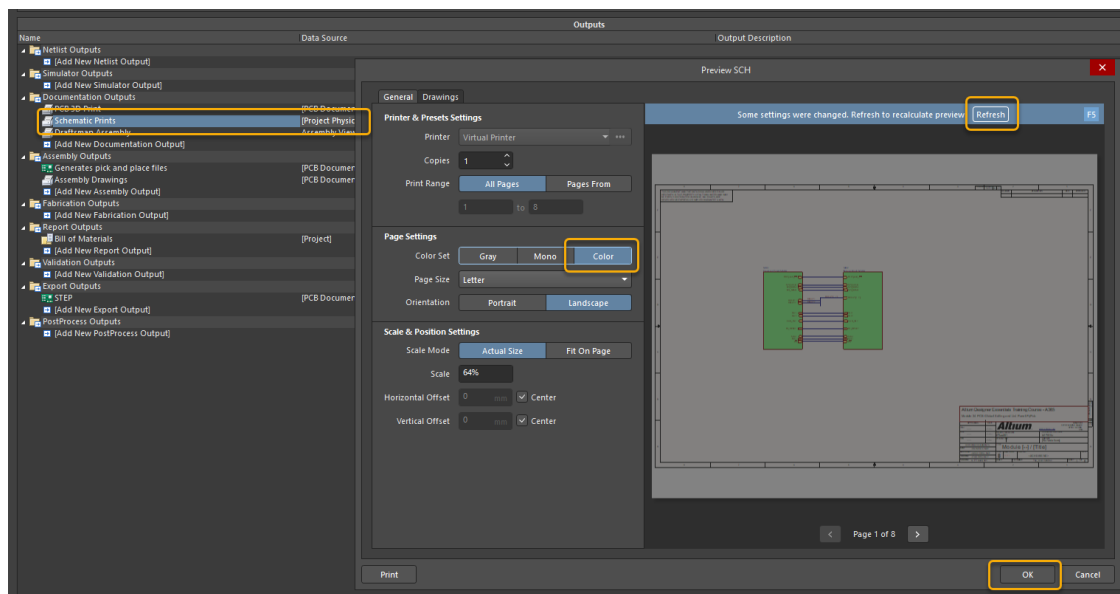 Outputs
Name Data Source Output Description
Netlist Outputs
[Add New Netlist Output]
Simulator Outputs
[Add New Simulator Output]
Documentation Outputs
PCB 3D Print [PCB Documen
Schematic Prints [Project Physic
Draftsman Assembly Assembly View
[Add New Documentation Output]
Assembly Outputs
Generates pick and place files [PCB Documen
Assembly Drawings [PCB Documen
[Add New Assembly Output]
Fabrication Outputs
[Add New Fabrication Output]
Report Outputs
Bill of Materials [Project]
[Add New Report Output]
Validation Outputs
[Add New Validation Output]
Export Outputs
STEP [PCB Documen
[Add New Export Output]
PostProcess Outputs
[Add New PostProcess Output]
Preview SCH
General Drawings
Printer & Presets Settings
Printer Virtual Printer
Copies 1
Print Range All Pages Pages From
1 to 8
Page Settings
Color Set Gray Mono Color
Page Size Letter
Orientation Portrait Landscape
Scale & Position Settings
Scale Mode Actual Size Fit On Page
Scale 64%
Horizontal Offset 0 mm Center
Vertical Offset 0 mm Center
Some settings were changed. Refresh to recalculate preview Refresh F5
Altium
Page 1 of 8
Print OK Cancel